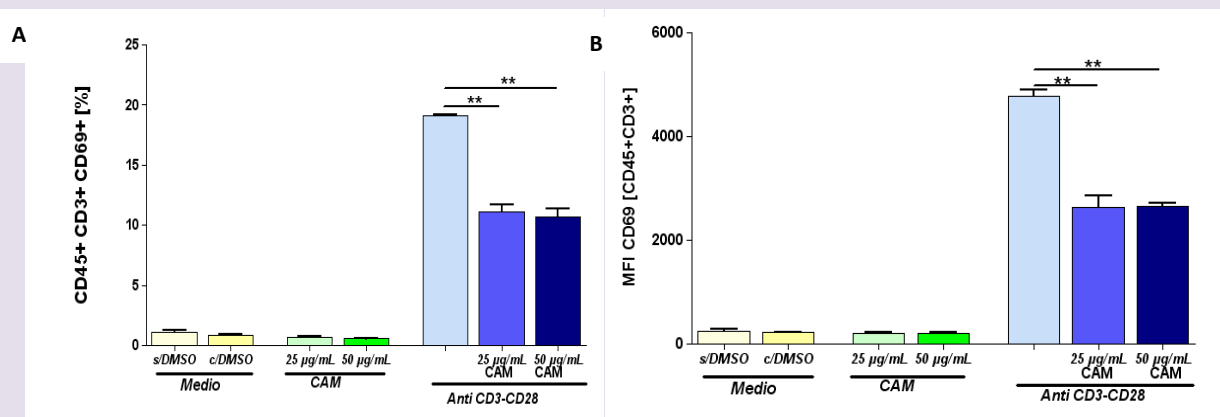 A
CD45+ CD3+ CD69+ [%]
25
20
15
10
5
0
**
**
s/DMSO c/DMSO 25 µg/mL 50 µg/mL 25 µg/mL 50 µg/mL
CAM CAM
Medio CAM Anti CD3-CD28
B
MFI CD69 [CD45+CD3+]
6000
4000
2000
0
**
**
s/DMSO c/DMSO 25 µg/mL 50 µg/mL 25 µg/mL 50 µg/mL
CAM CAM
Medio CAM Anti CD3-CD28